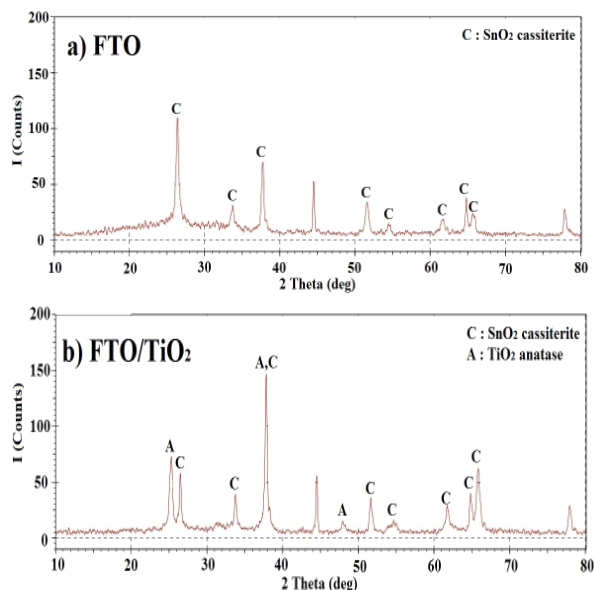 200
a) FTO
C : SnO₂ cassiterite
150
C
100
C
I (Counts)
50
C
C
C
C
C
C
0
10 20 30 40 50 60 70 80
2 Theta (deg)
200
b) FTO/TiO₂
C : SnO₂ cassiterite
A : TiO₂ anatase
A,C
150
I (Counts)
100
A
C
C
50
C
C
C
C
A
C
0
10 20 30 40 50 60 70 80
2 Theta (deg)